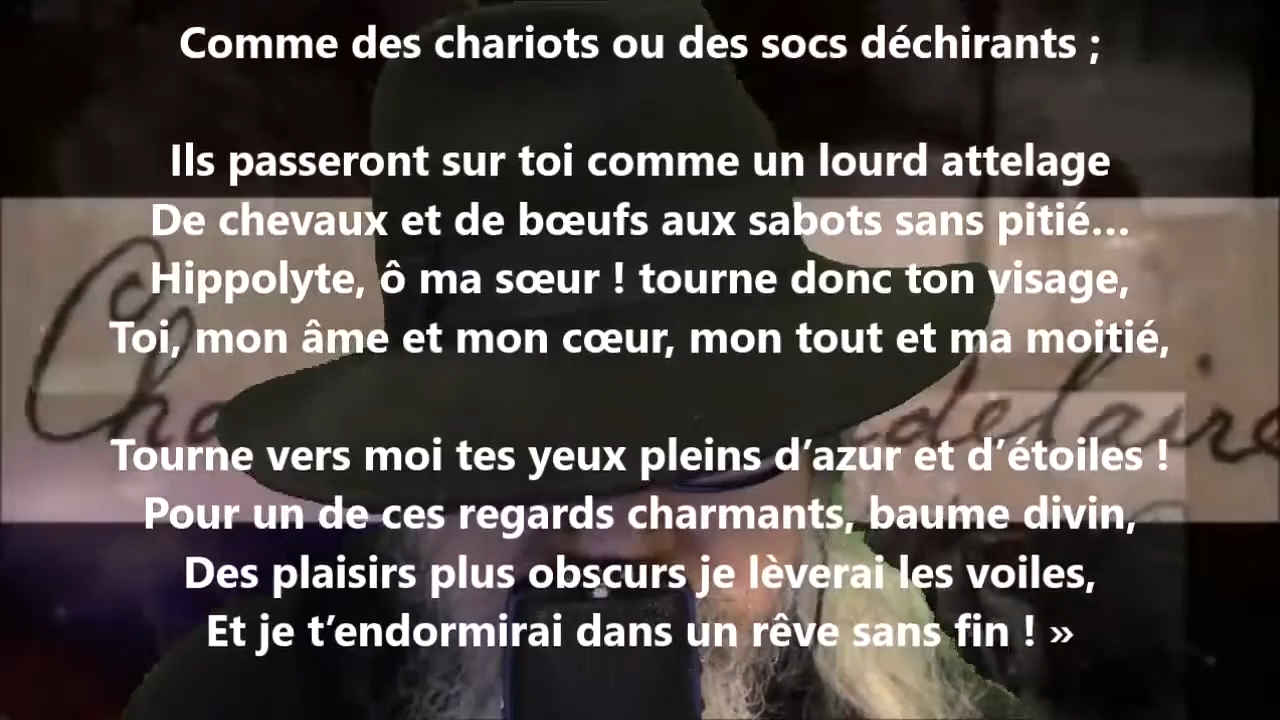 Comme des chariots ou des socs déchirants ;
Ils passeront sur toi comme un lourd attelage
De chevaux et de bœufs aux sabots sans pitié...
Hippolyte, ô ma sœur ! tourne donc ton visage,
Toi, mon âme et mon cœur, mon tout et ma moitié,
Tourne vers moi tes yeux pleins d’azur et d’étoiles !
Pour un de ces regards charmants, baume divin,
Des plaisirs plus obscurs je lèverai les voiles,
Et je t’endormirai dans un rêve sans fin ! »